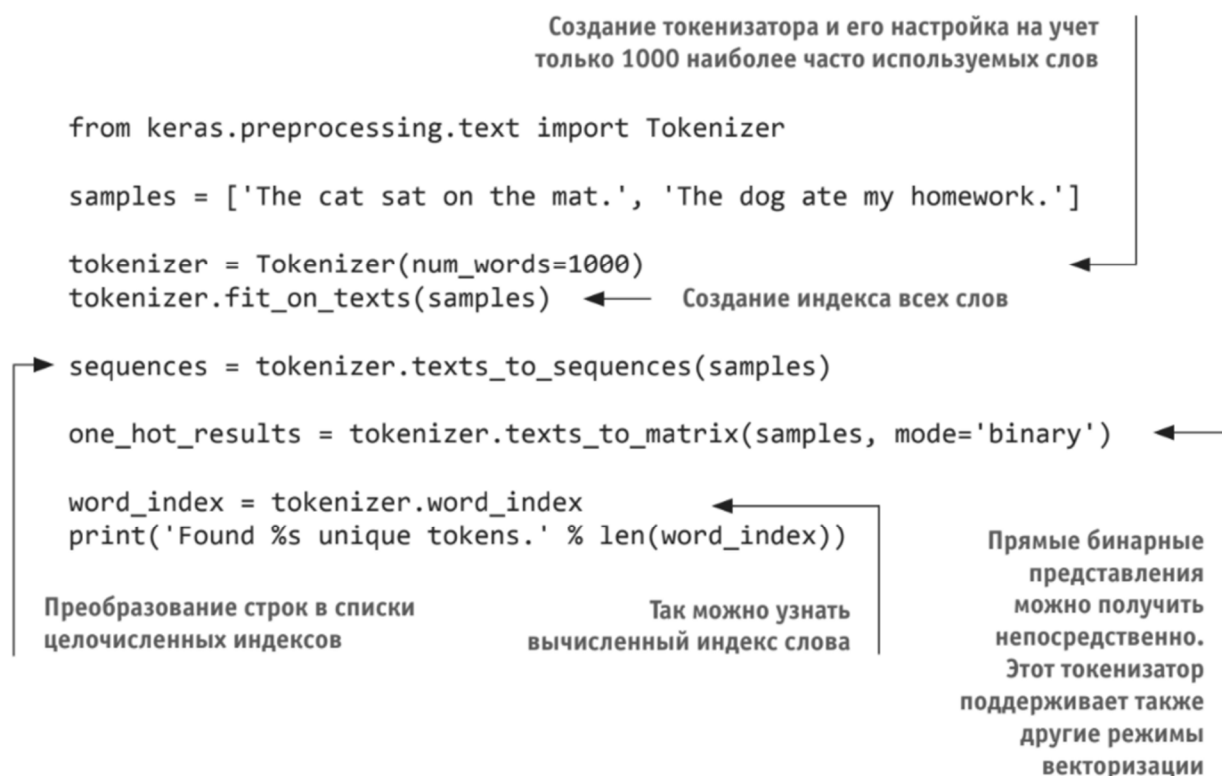 Создание токенизатора и его настройка на учет
только 1000 наиболее часто используемых слов
from keras.preprocessing.text import Tokenizer
samples = ['The cat sat on the mat.', 'The dog ate my homework.']
tokenizer = Tokenizer(num_words=1000)
tokenizer.fit_on_texts(samples)
Создание индекса всех слов
sequences = tokenizer.texts_to_sequences(samples)
one_hot_results = tokenizer.texts_to_matrix(samples, mode='binary')
word_index = tokenizer.word_index
print('Found %s unique tokens.' % len(word_index))
Преобразование строк в списки
целочисленных индексов
Так можно узнать
вычисленный индекс слова
Прямые бинарные
представления
можно получить
непосредственно.
Этот токенизатор
поддерживает также
другие режимы
векторизации